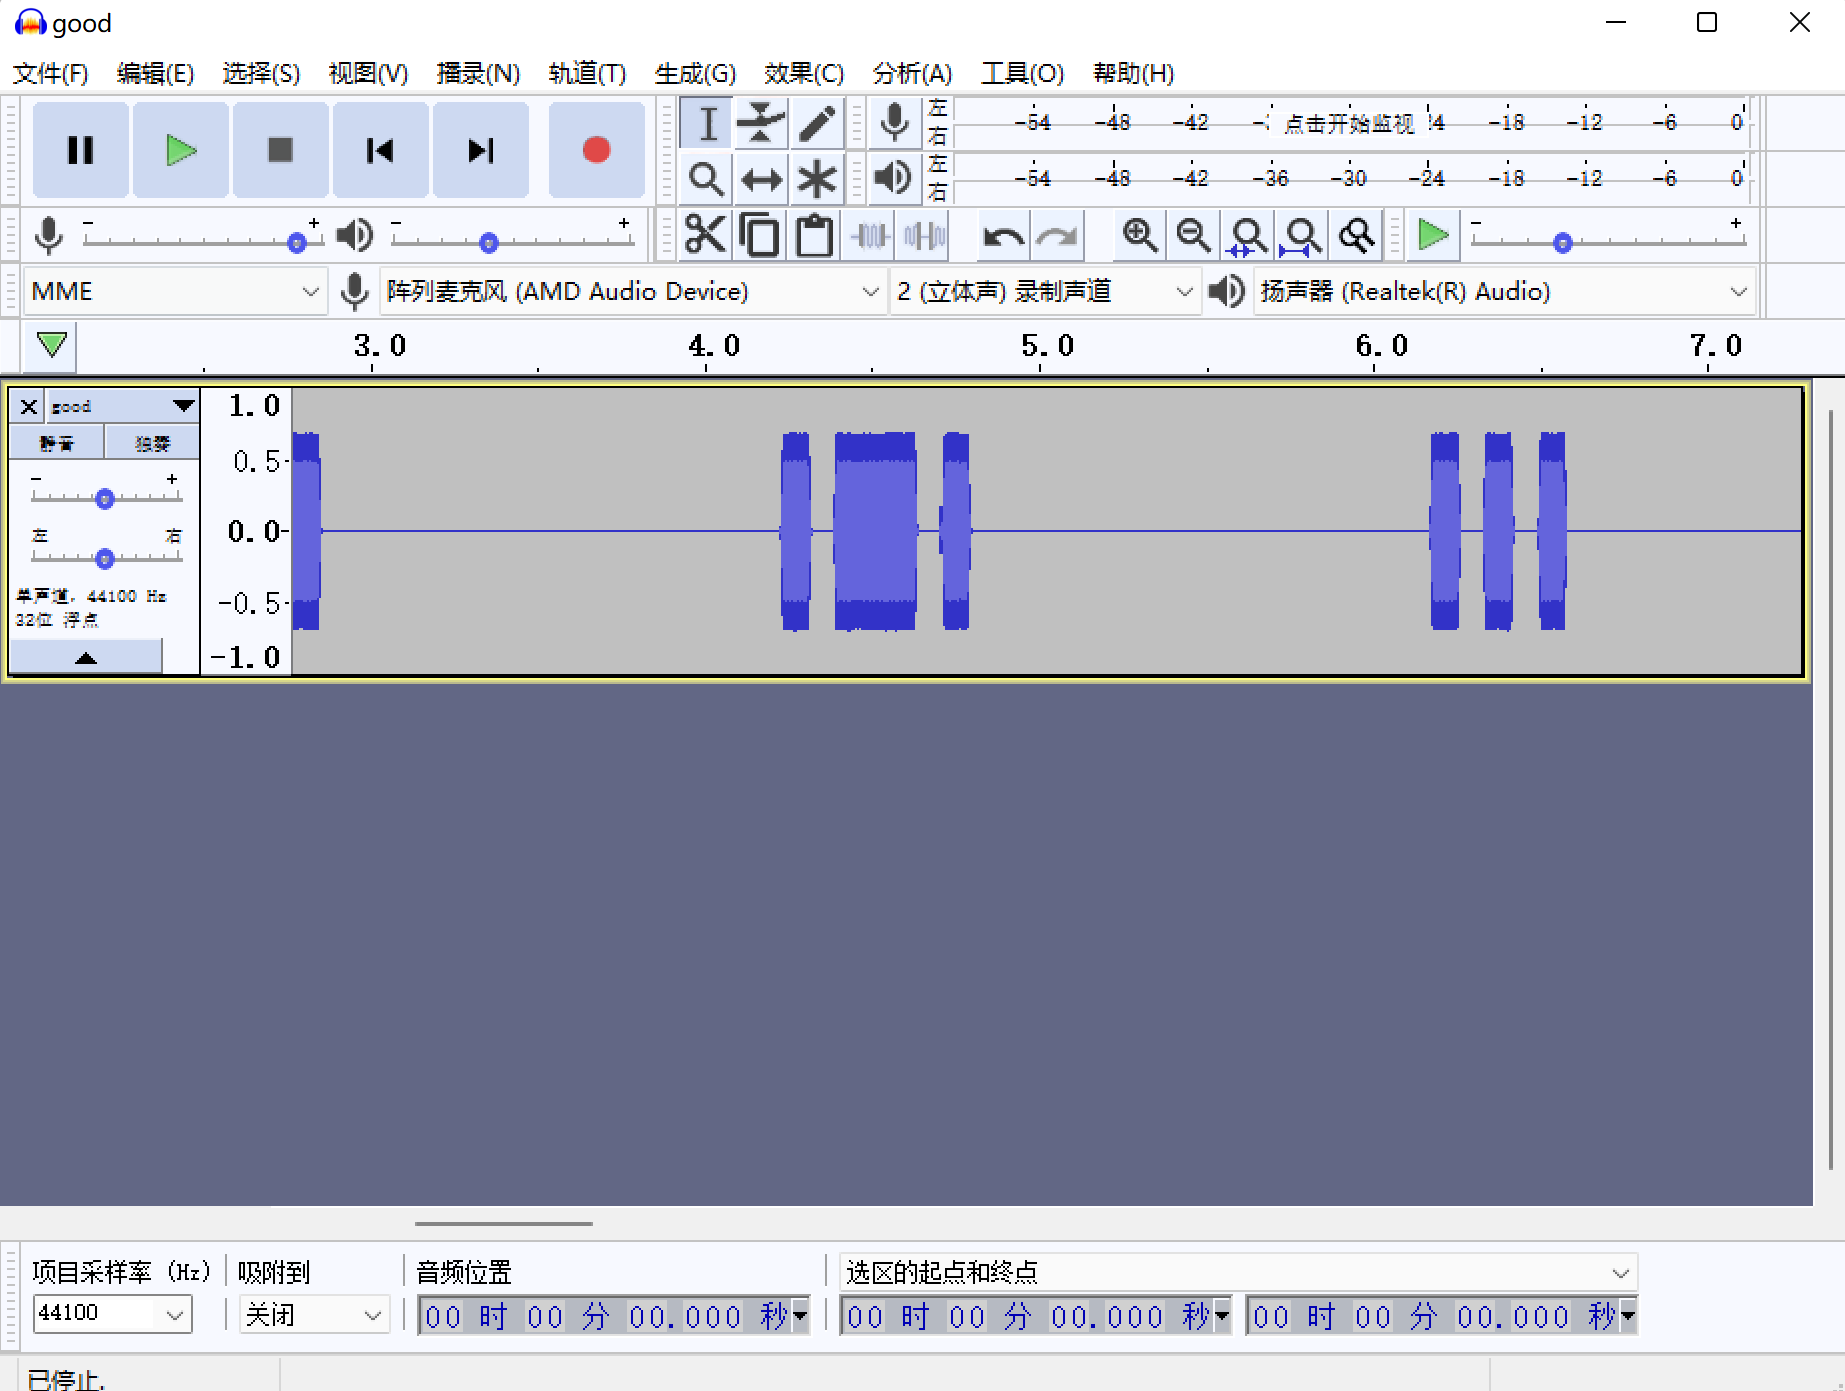 good
文件(F) 编辑(E) 选择(S) 视图(V) 播录(N) 轨道(T) 生成(G) 效果(C) 分析(A) 工具(O) 帮助(H)
左
右
-54 -48 -42 点击开始监视 -18 -12 -6 0
左
右
-54 -48 -42 -36 -30 -24 -18 -12 -6 0
- + - + - +
MME 阵列麦克风 (AMD Audio Device) 2 (立体声) 录制声道 扬声器 (Realtek(R) Audio)
3.0 4.0 5.0 6.0 7.0
good
静音 独奏
- +
左 右
单声道, 44100 Hz
32位 浮点
1.0
0.5
0.0
-0.5
-1.0
项目采样率 (Hz) 吸附到 音频位置 选区的起点和终点
44100 关闭 00 时 00 分 00.000 秒 00 时 00 分 00.000 秒 00 时 00 分 00.000 秒
已停止.